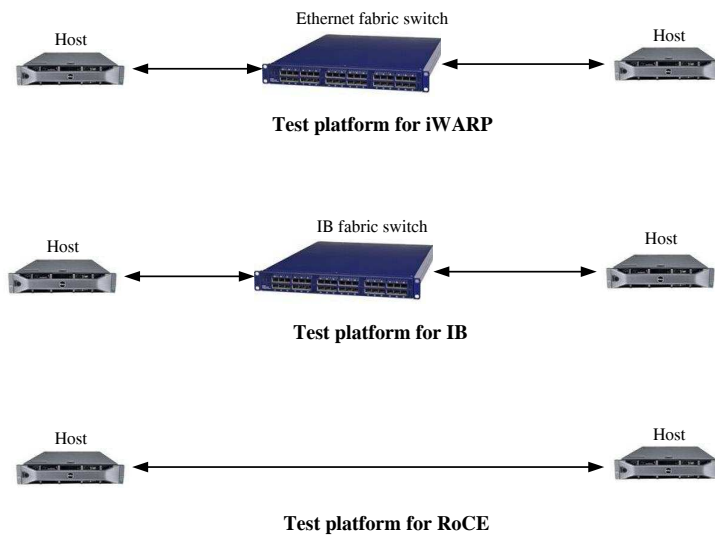 Ethernet fabric switch
Host
Host
Test platform for iWARP
IB fabric switch
Host
Host
Test platform for IB
Host
Host
Test platform for RoCE